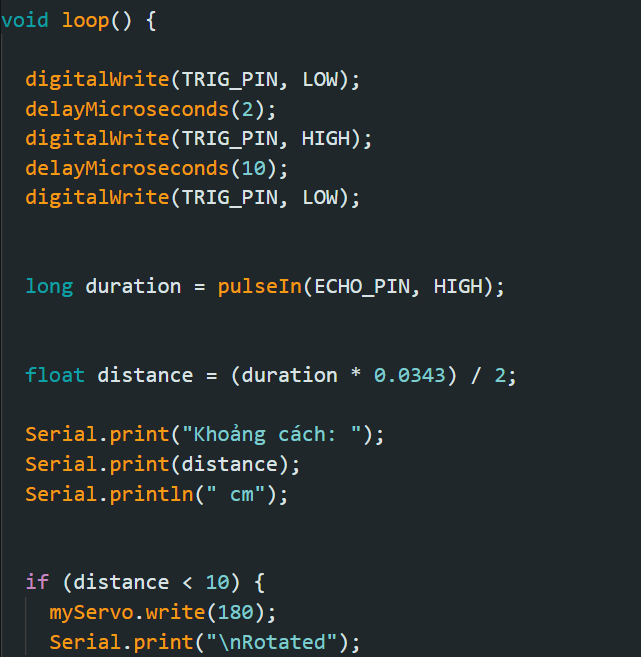 void loop() {
digitalWrite(TRIG_PIN, LOW);
delayMicroseconds(2);
digitalWrite(TRIG_PIN, HIGH);
delayMicroseconds(10);
digitalWrite(TRIG_PIN, LOW);
long duration = pulseIn(ECHO_PIN, HIGH);
float distance = (duration * 0.0343) / 2;
Serial.print("Khoảng cách: ");
Serial.print(distance);
Serial.println(" cm");
if (distance < 10) {
myServo.write(180);
Serial.print("\nRotated");